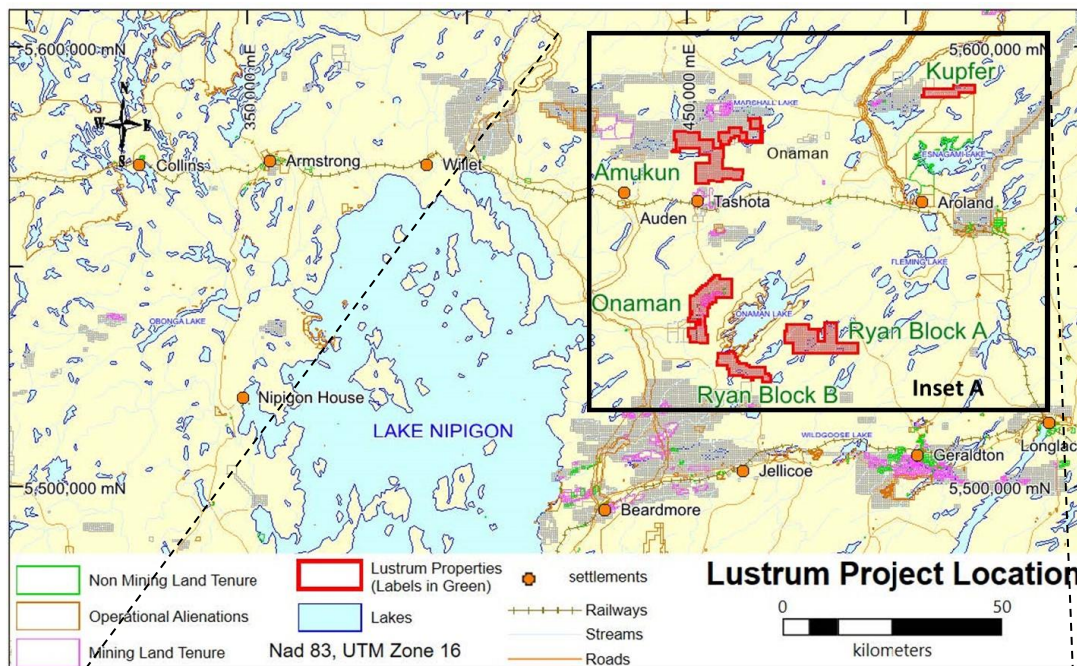 5,600,000 mN
350,000 mE
450,000 mE
5,600,000 mN
Kupfer
MARSHALL LAKE
Onaman
N
W E
S
Collins
Armstrong
Willet
Amukun
ESNAGAMI LAKE
Auden
Tashota
Aroland
FLEMING LAKE
OBONGA LAKE
Onaman
ONAMAN LAKE
Ryan Block A
Ryan Block B
Inset A
Nipigon House
LAKE NIPIGON
WILDGOOSE LAKE
Longlac
Geraldton
Jellicoe
5,500,000 mN
5,500,000 mN
Beardmore
Non Mining Land Tenure
Operational Alienations
Mining Land Tenure
Lustrum Properties
(Labels in Green)
Lakes
Nad 83, UTM Zone 16
settlements
Railways
Streams
Roads
Lustrum Project Location
0 50
kilometers